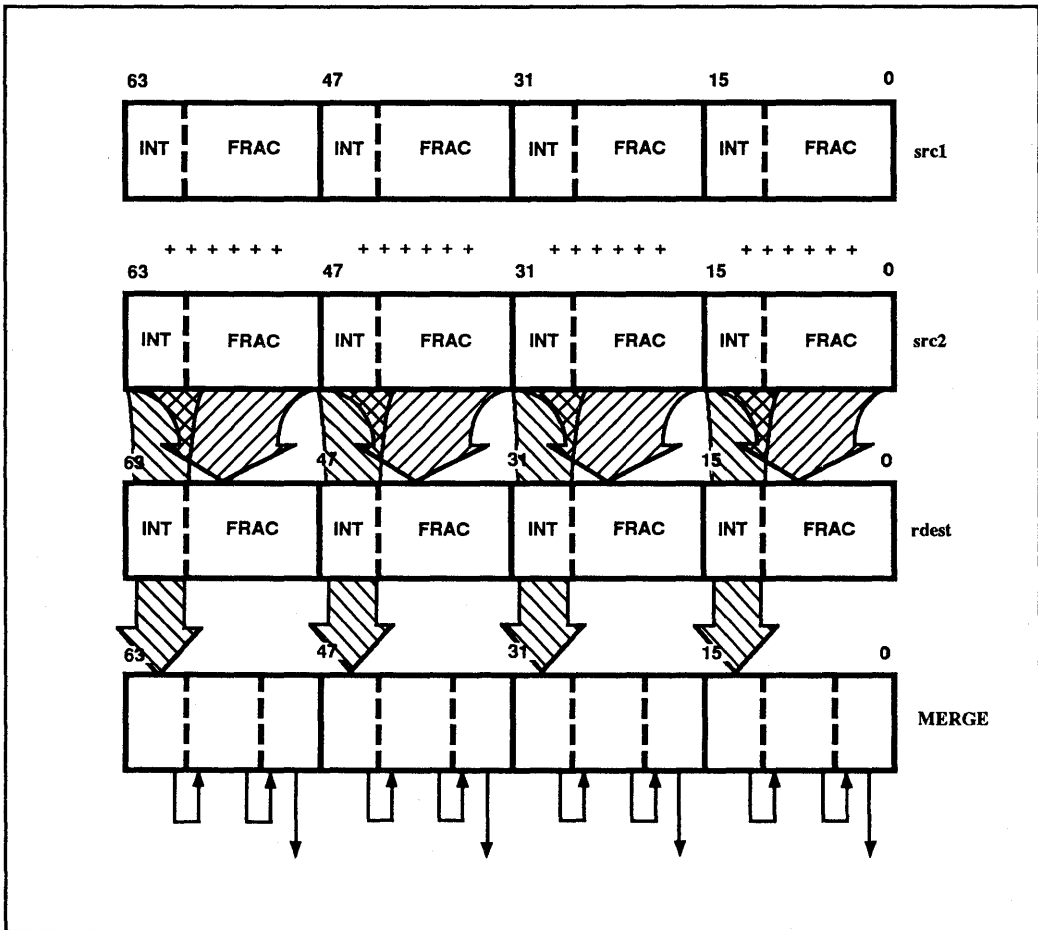 63 47 31 15 0
INT FRAC INT FRAC INT FRAC INT FRAC src1
+ + + + + + + + + + + + + + + + + + + + + + + +
63 47 31 15 0
INT FRAC INT FRAC INT FRAC INT FRAC src2
63 47 31 15 0
INT FRAC INT FRAC INT FRAC INT FRAC rdest
63 47 31 15 0
MERGE